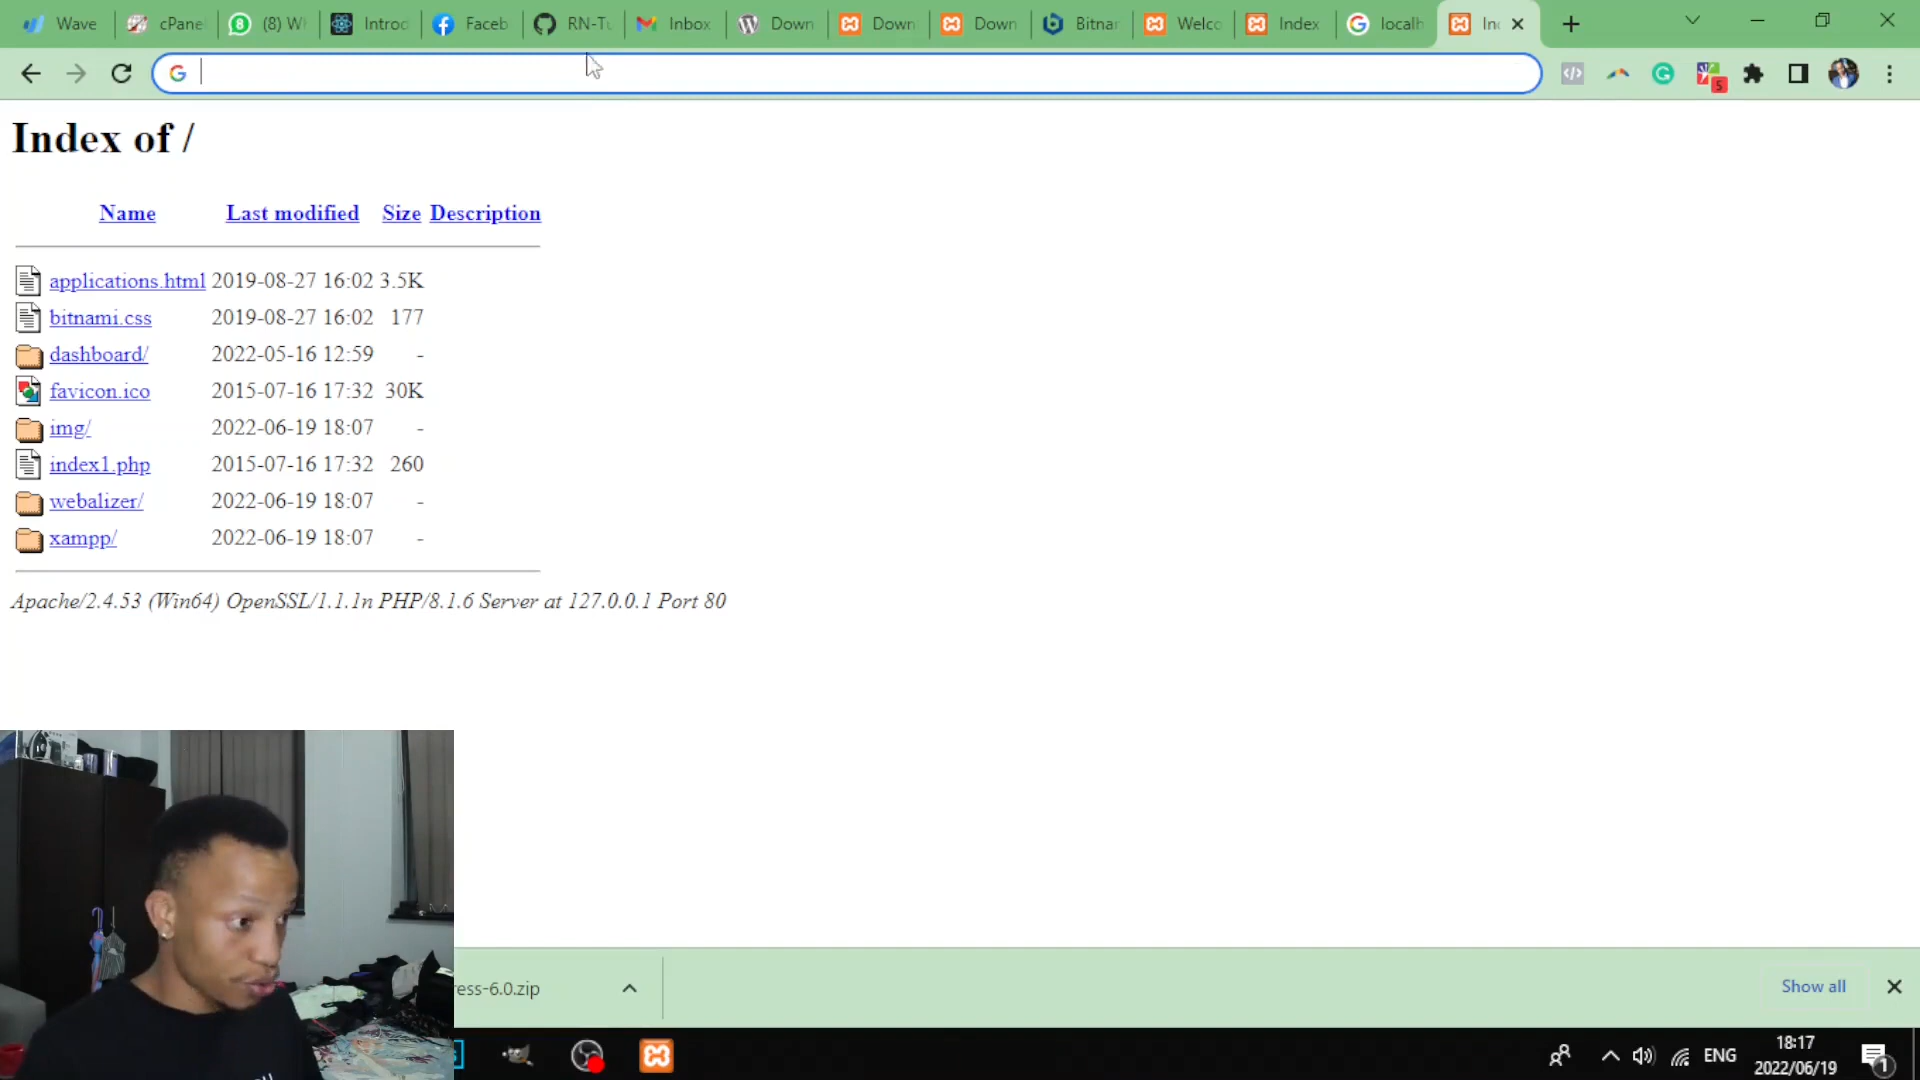 Wave cPane (8) W Introd Faceb RN-Tu Inbox Down Down Down Bitnar Welco Index localh In
5
Index of /
Name Last modified Size Description
applications.html 2019-08-27 16:02 3.5K
bitnami.css 2019-08-27 16:02 177
dashboard/ 2022-05-16 12:59 -
favicon.ico 2015-07-16 17:32 30K
img/ 2022-06-19 18:07 -
index1.php 2015-07-16 17:32 260
webalizer/ 2022-06-19 18:07 -
xampp/ 2022-06-19 18:07 -
Apache/2.4.53 (Win64) OpenSSL/1.1.1n PHP/8.1.6 Server at 127.0.0.1 Port 80
ress-6.0.zip Show all
ENG 18:17
2022/06/19 1